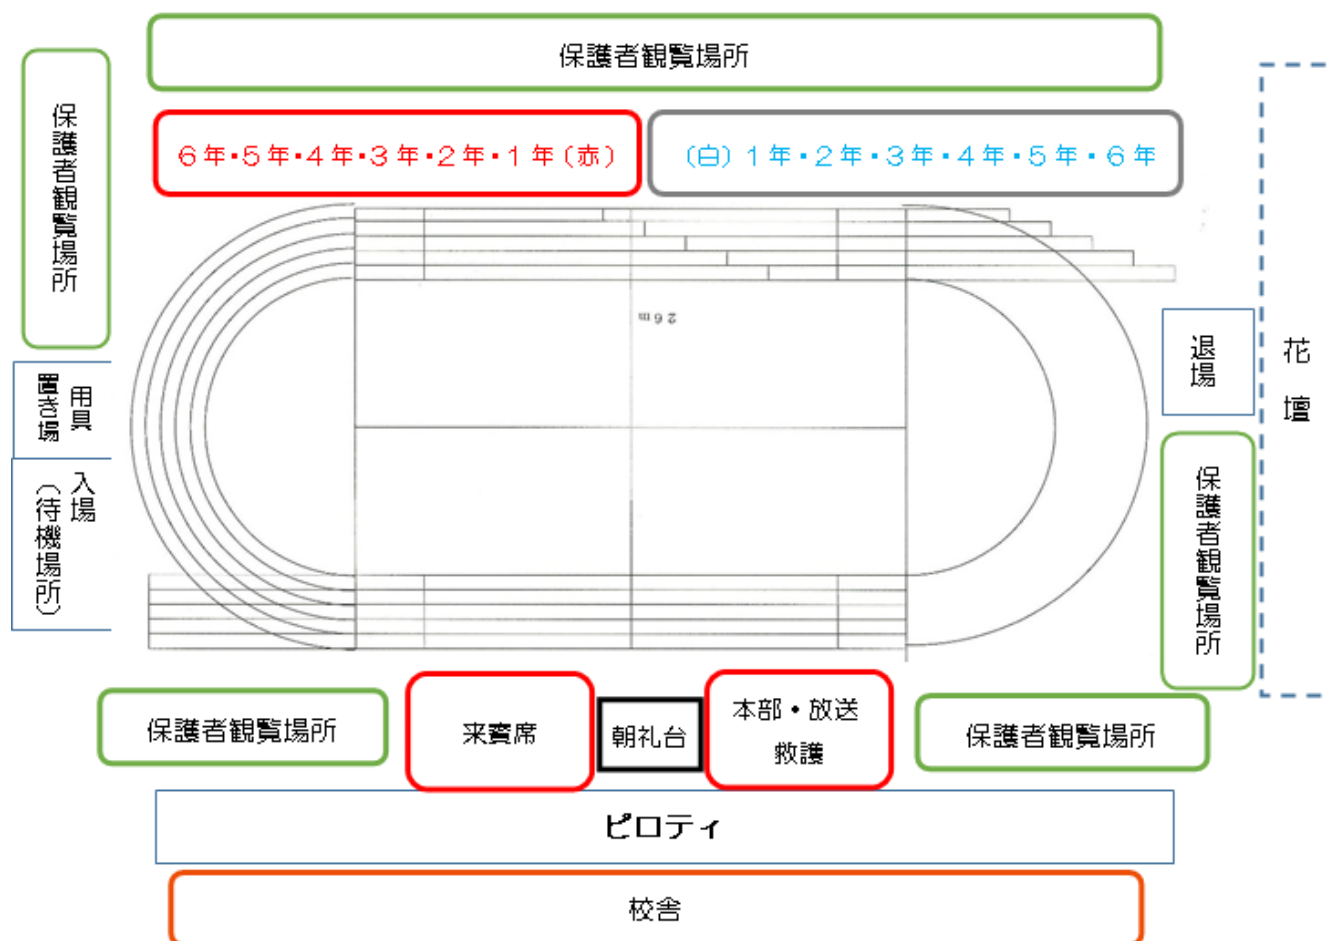 保護者観覧場所
保護者観覧場所
6年・5年・4年・3年・2年・1年(赤)
(白)1年・2年・3年・4年・5年・6年
26m
退場
花壇
用具
置き場
入場
(待機場所)
保護者観覧場所
保護者観覧場所
来賓席
朝礼台
本部・放送
救護
保護者観覧場所
ピロティ
校舎